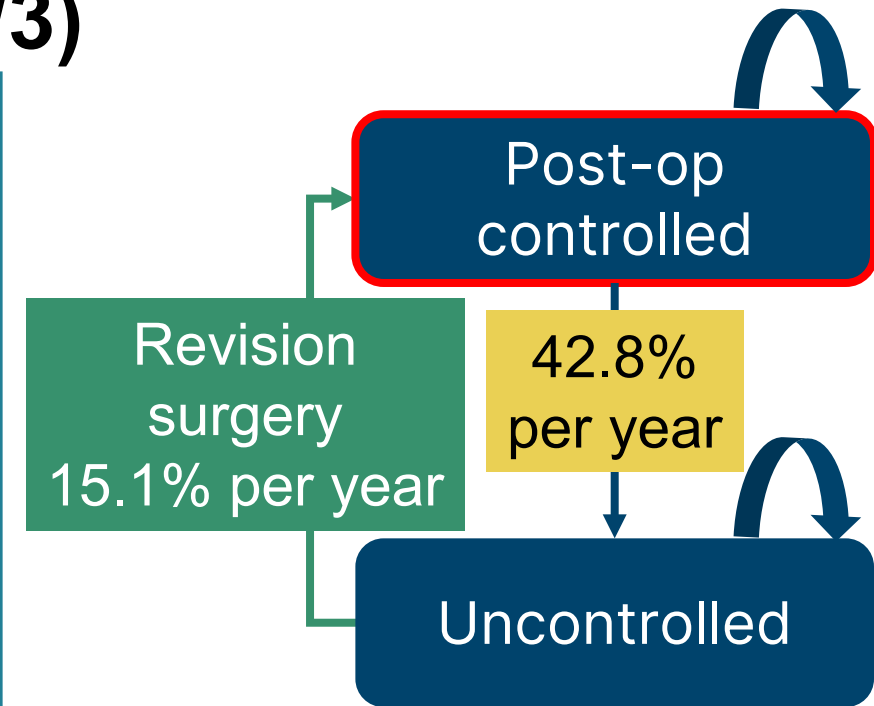 /3)
Post-op
controlled
Revision
surgery
15.1% per year
42.8%
per year
Uncontrolled